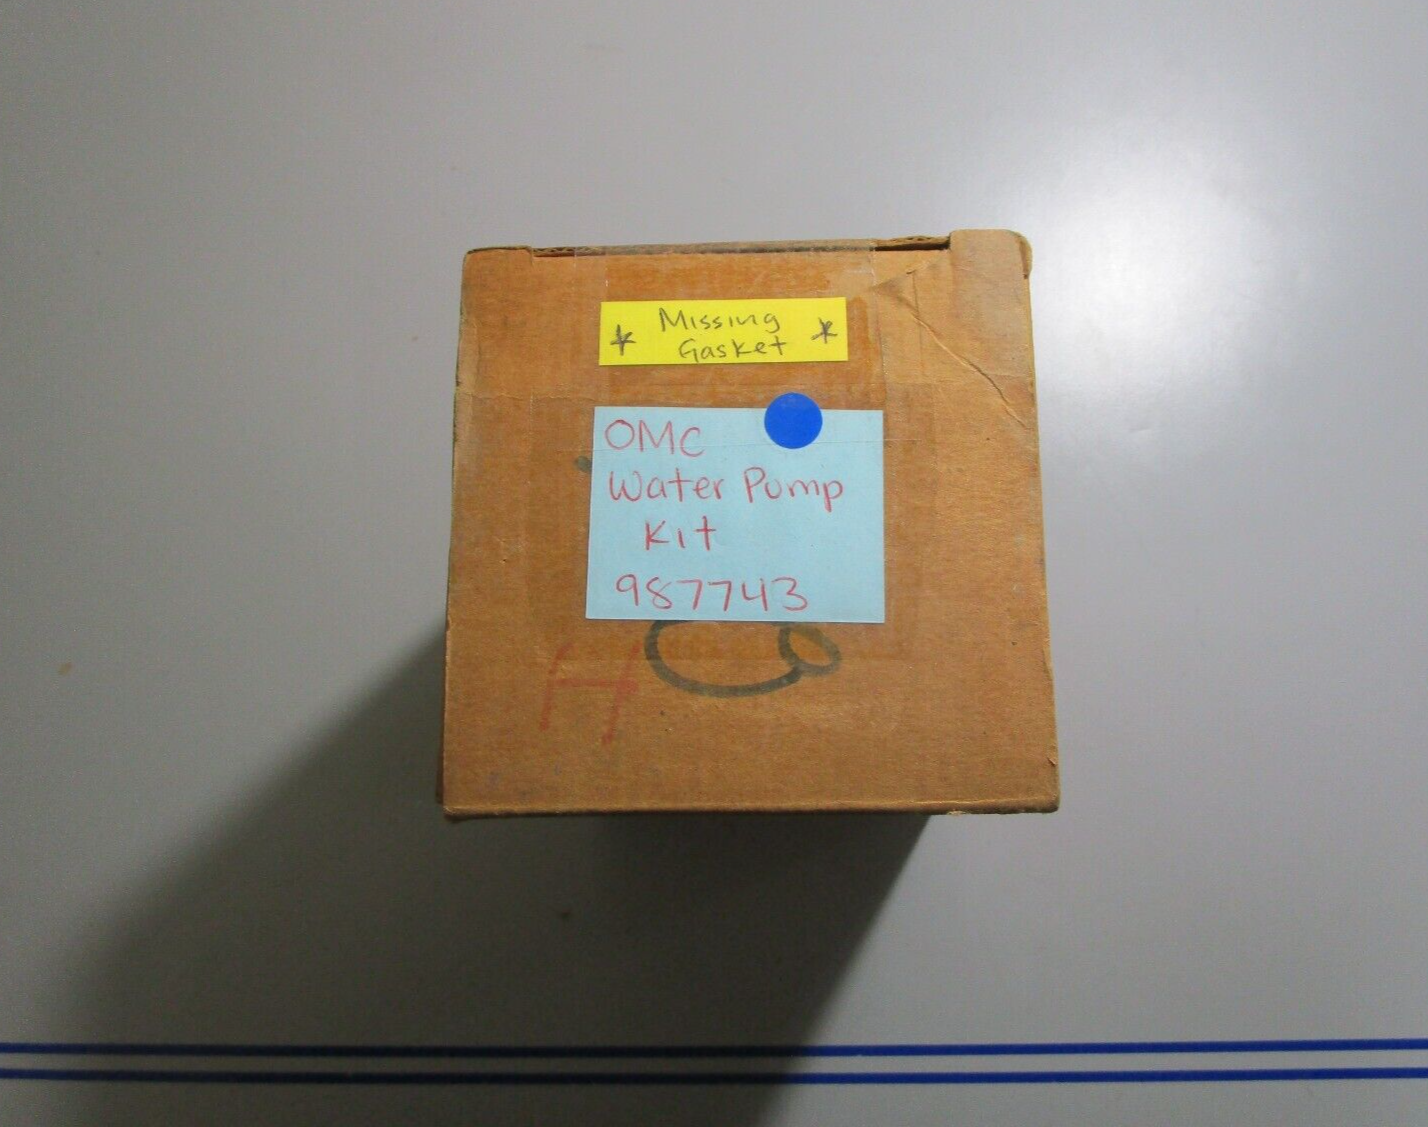 * Missing *
Gasket
OMC
Water Pump
Kit
987743
H